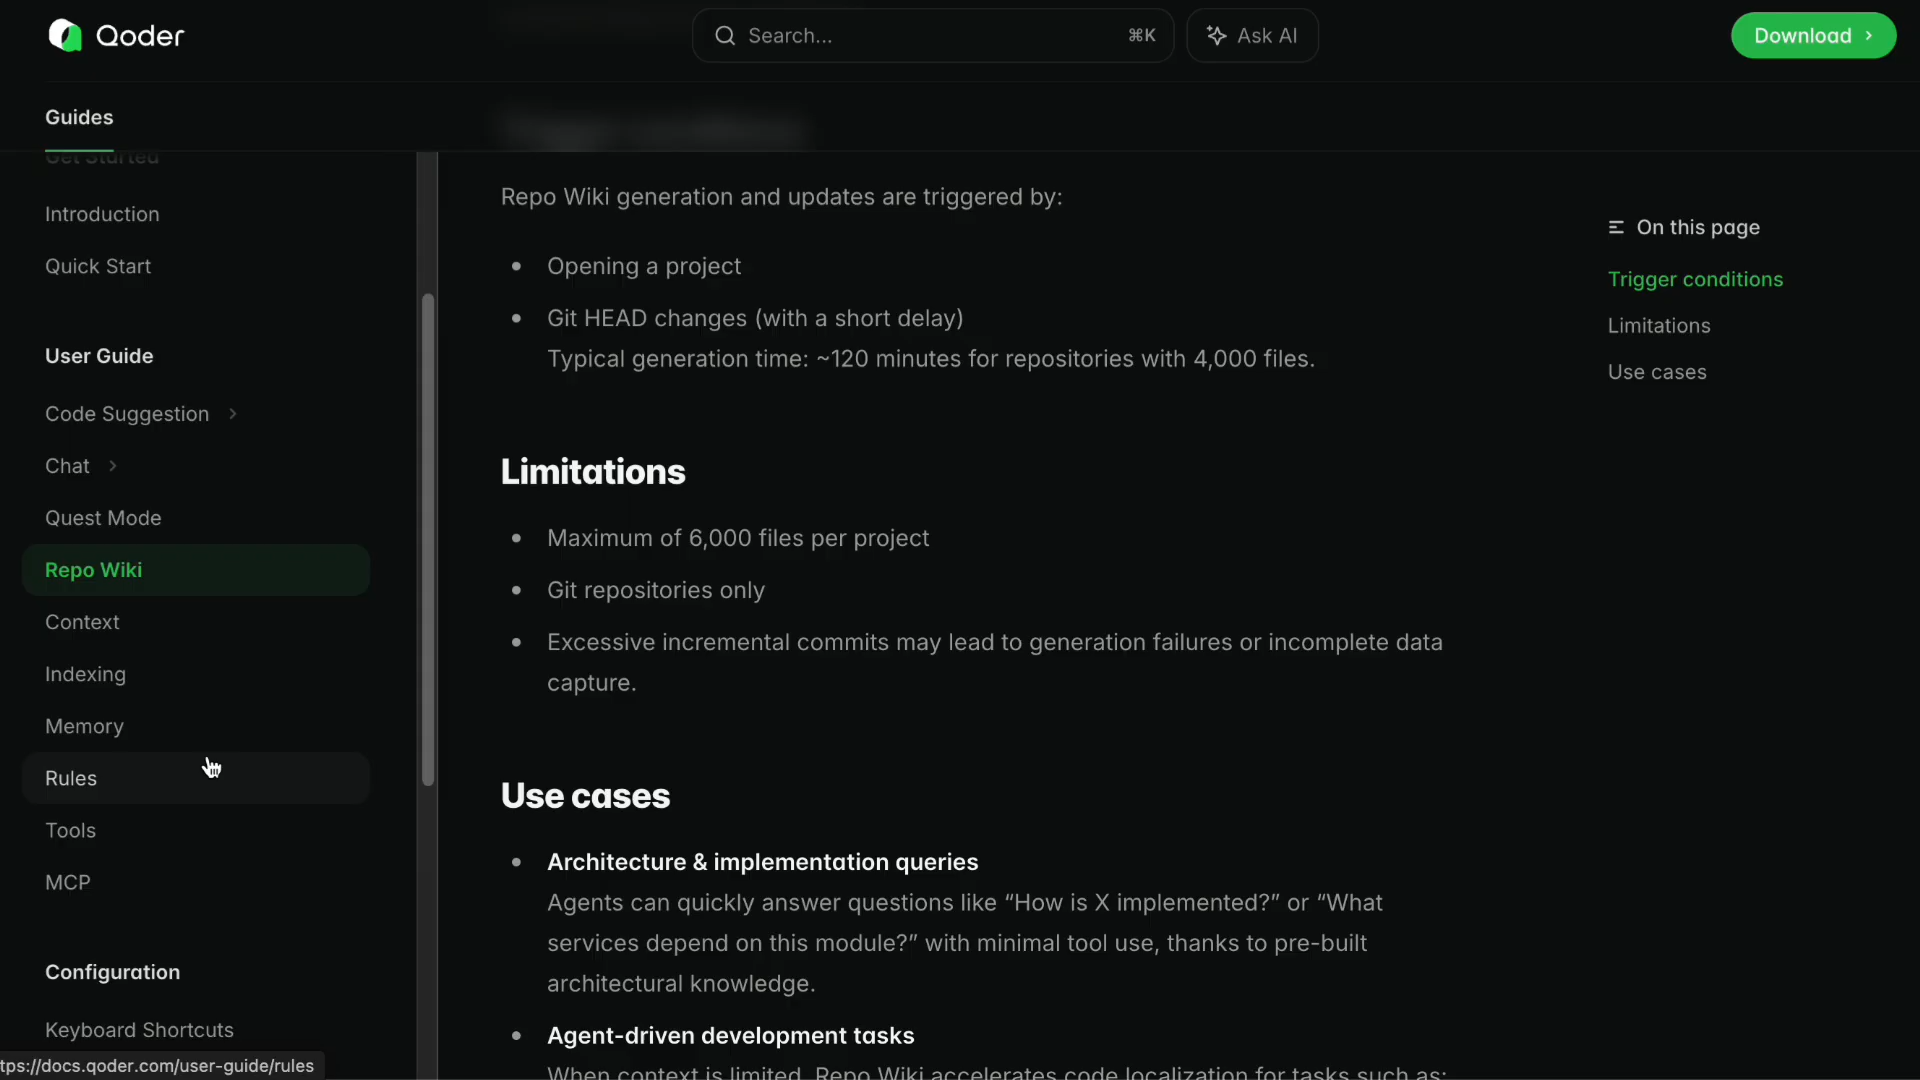 Qoder
Search...
⌘K
Ask AI
Download
Guides
Get Started
Introduction
Quick Start
User Guide
Code Suggestion
Chat
Quest Mode
Repo Wiki
Context
Indexing
Memory
Rules
Tools
MCP
Configuration
Keyboard Shortcuts
tps://docs.qoder.com/user-guide/rules
Trigger conditions
Repo Wiki generation and updates are triggered by:
Opening a project
Git HEAD changes (with a short delay)
Typical generation time: ~120 minutes for repositories with 4,000 files.
Limitations
Maximum of 6,000 files per project
Git repositories only
Excessive incremental commits may lead to generation failures or incomplete data
capture.
Use cases
Architecture & implementation queries
Agents can quickly answer questions like “How is X implemented?” or “What
services depend on this module?” with minimal tool use, thanks to pre-built
architectural knowledge.
Agent-driven development tasks
When context is limited, Repo Wiki accelerates code localization for tasks such as:
On this page
Trigger conditions
Limitations
Use cases